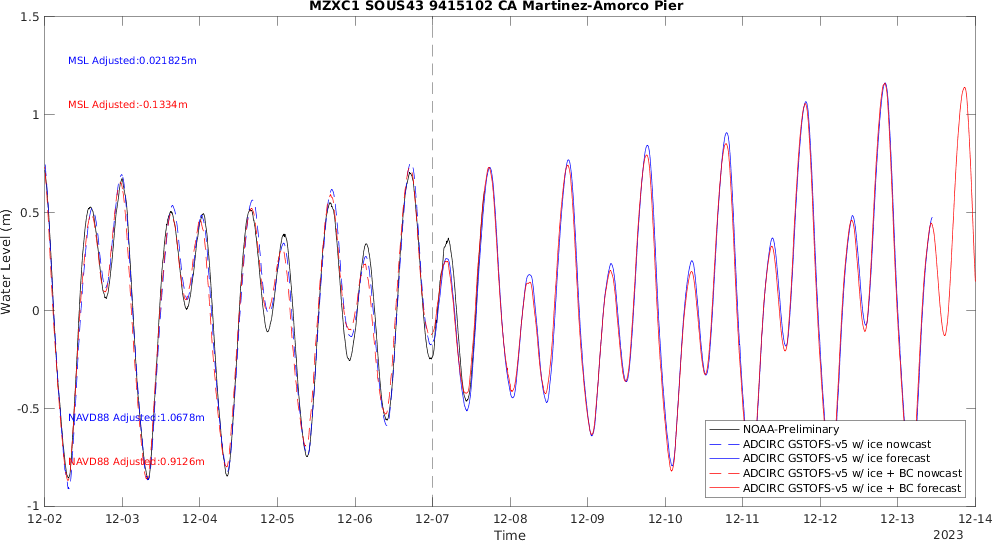 MZXC1 SOUS43 9415102 CA Martinez-Amorco Pier
1.5
1
0.5
0
-0.5
-1
Water Level (m)
MSL Adjusted:0.021825m
MSL Adjusted:-0.1334m
NAVD88 Adjusted:1.0678m
NAVD88 Adjusted:0.9126m
NOAA-Preliminary
ADCIRC GSTOFS-v5 w/ ice nowcast
ADCIRC GSTOFS-v5 w/ ice forecast
ADCIRC GSTOFS-v5 w/ ice + BC nowcast
ADCIRC GSTOFS-v5 w/ ice + BC forecast
12-02 12-03 12-04 12-05 12-06 12-07 12-08 12-09 12-10 12-11 12-12 12-13 12-14
Time
2023